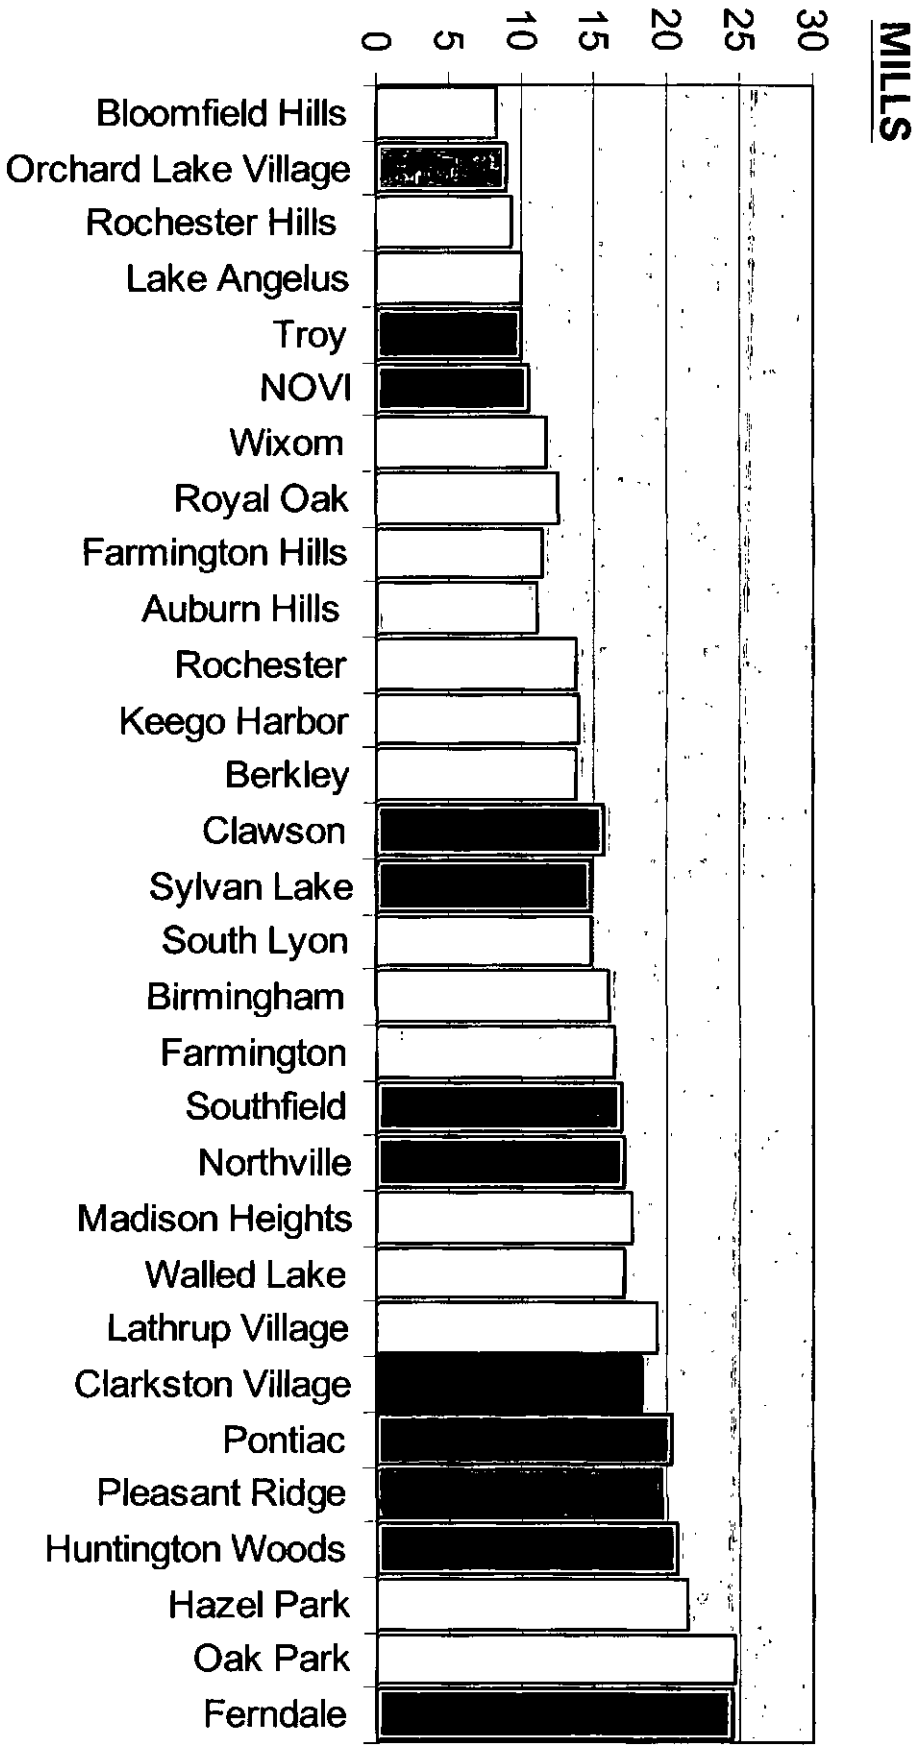 MILLS
0
5
10
15
20
25
30
Bloomfield Hills
Orchard Lake Village
Rochester Hills
Lake Angelus
Troy
NOVI
Wixom
Royal Oak
Farmington Hills
Auburn Hills
Rochester
Keego Harbor
Berkley
Clawson
Sylvan Lake
South Lyon
Birmingham
Farmington
Southfield
Northville
Madison Heights
Walled Lake
Lathrup Village
Clarkston Village
Pontiac
Pleasant Ridge
Huntington Woods
Hazel Park
Oak Park
Ferndale